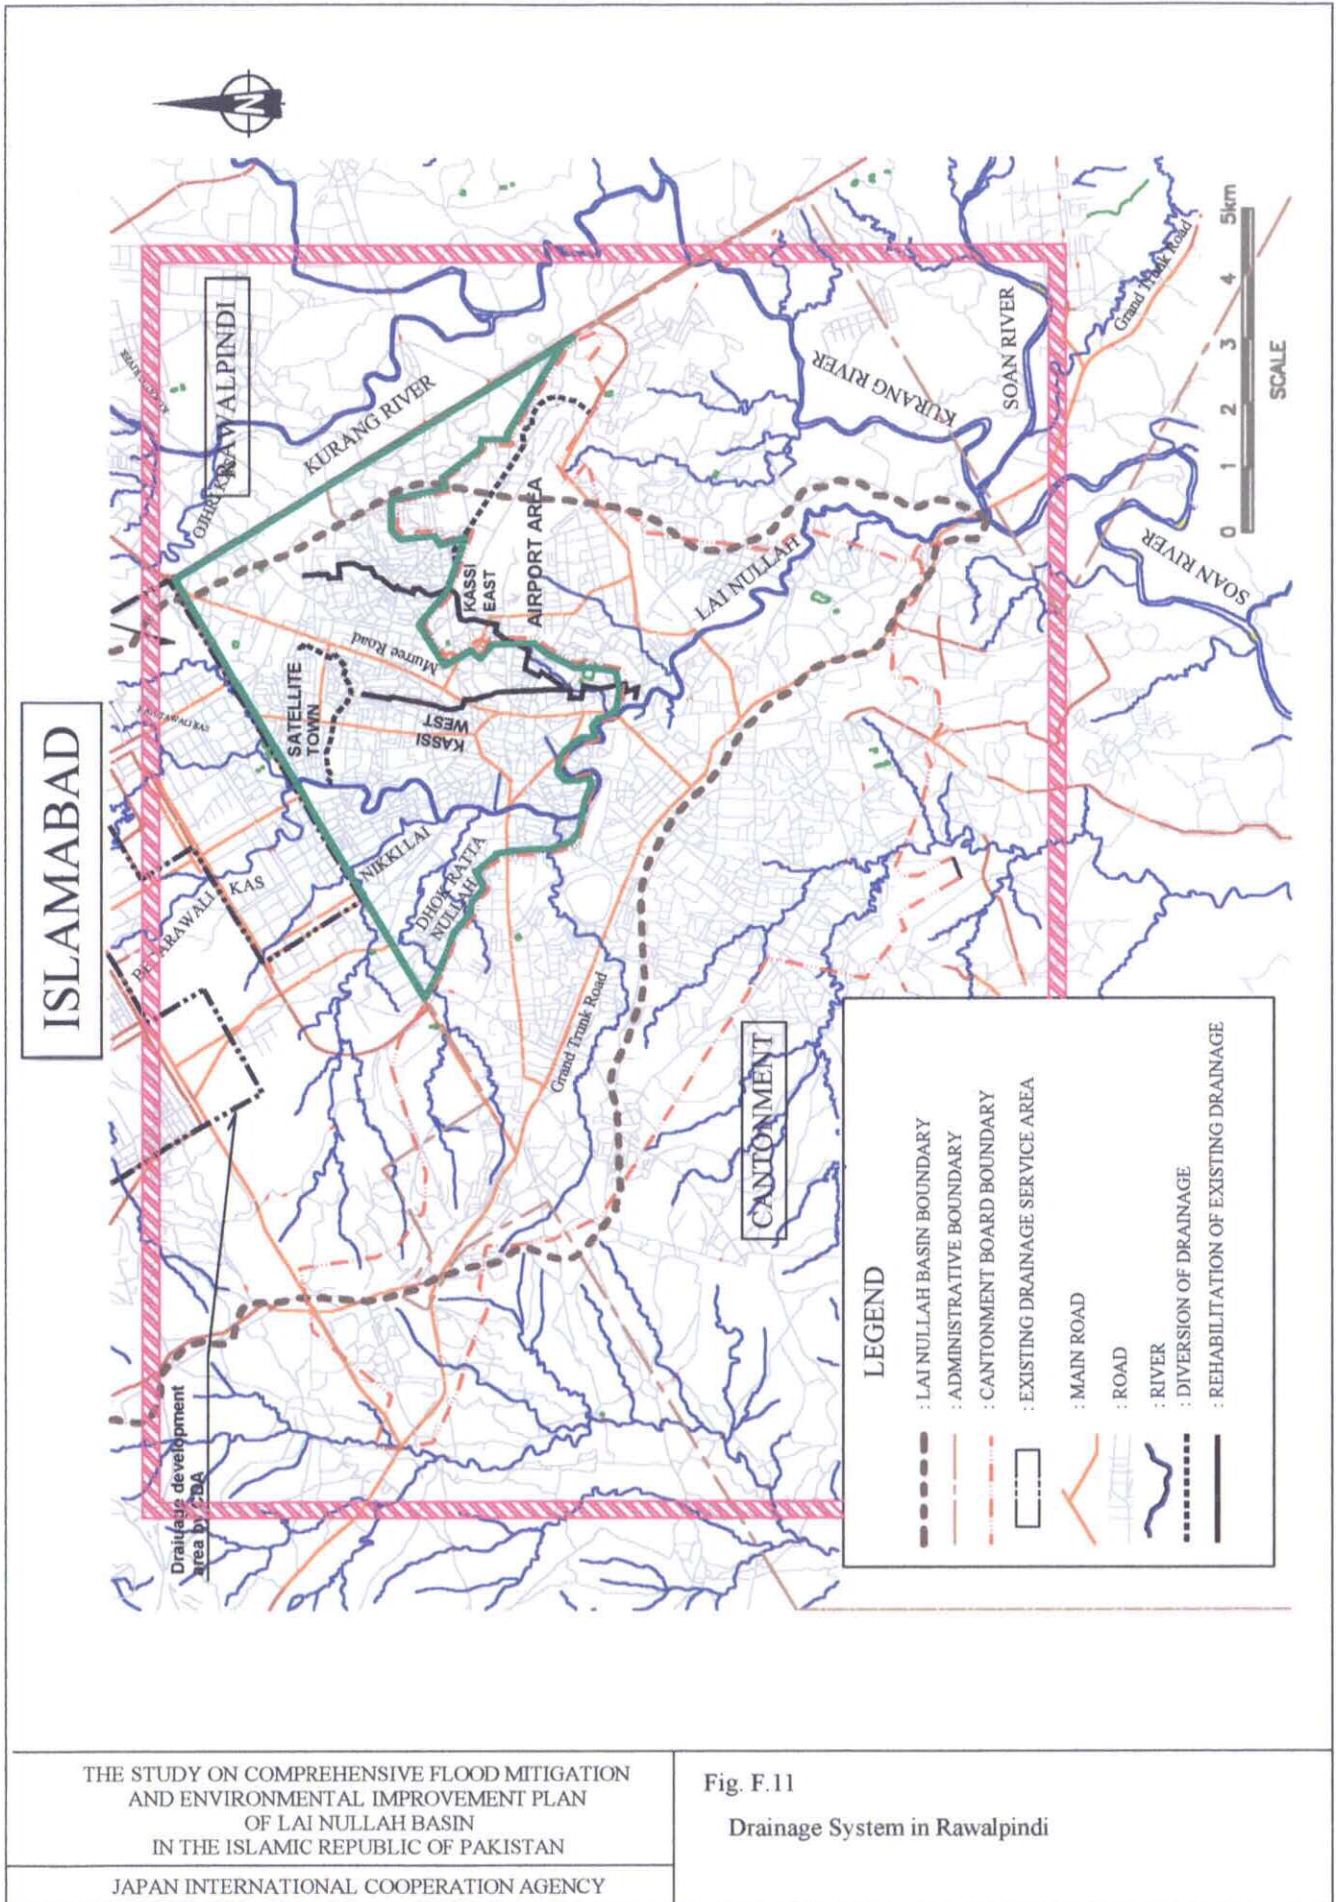 ISLAMABAD
N
RAWALPINDI
KURANG RIVER
KURANG RIVER
SOAN RIVER
Grand Trunk Road
SOAN RIVER
LAI NULLAH
AIRPORT AREA
KASSI
EAST
Murree Road
SATELLITE
TOWN
KASSI
WEST
NIKKI LAI
DHOK RATTA
NULLAH
KAS
Grand Trunk Road
CANTONMENT
Drainage development
area by CDA
0 1 2 3 4 5km
SCALE
LEGEND
: LAI NULLAH BASIN BOUNDARY
: ADMINISTRATIVE BOUNDARY
: CANTONMENT BOARD BOUNDARY
: EXISTING DRAINAGE SERVICE AREA
: MAIN ROAD
: ROAD
: RIVER
: DIVERSION OF DRAINAGE
: REHABILITATION OF EXISTING DRAINAGE
THE STUDY ON COMPREHENSIVE FLOOD MITIGATION
AND ENVIRONMENTAL IMPROVEMENT PLAN
OF LAI NULLAH BASIN
IN THE ISLAMIC REPUBLIC OF PAKISTAN
JAPAN INTERNATIONAL COOPERATION AGENCY
Fig. F.11
Drainage System in Rawalpindi